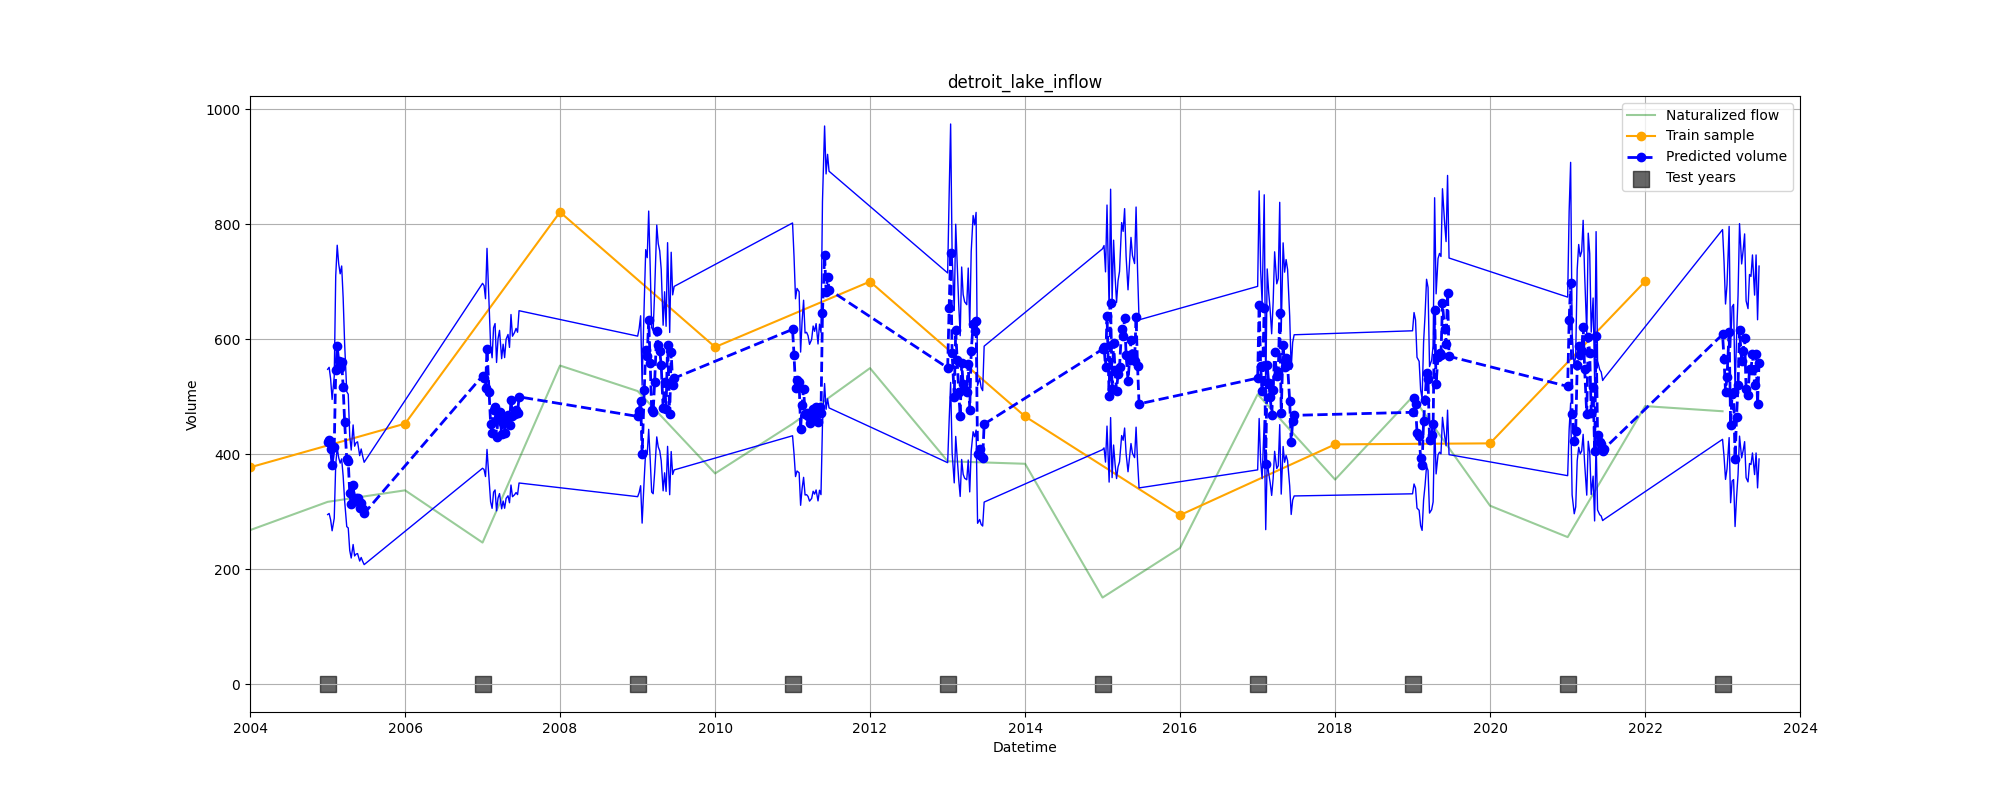 detroit_lake_inflow
Naturalized flow
Train sample
Predicted volume
Test years
Volume
1000
800
600
400
200
0
2004 2006 2008 2010 2012 2014 2016 2018 2020 2022 2024
Datetime